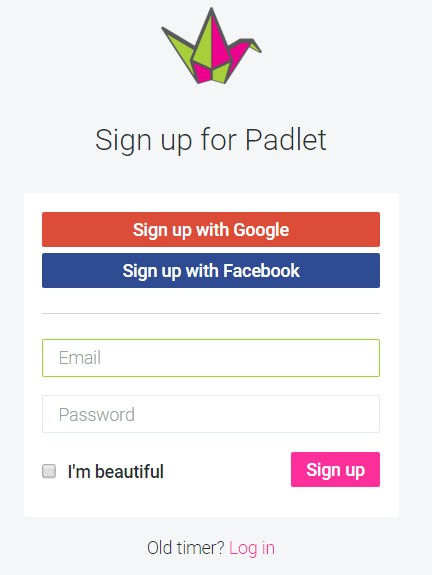 Sign up for Padlet
Sign up with Google
Sign up with Facebook
Email
Password
I'm beautiful
Sign up
Old timer? Log in